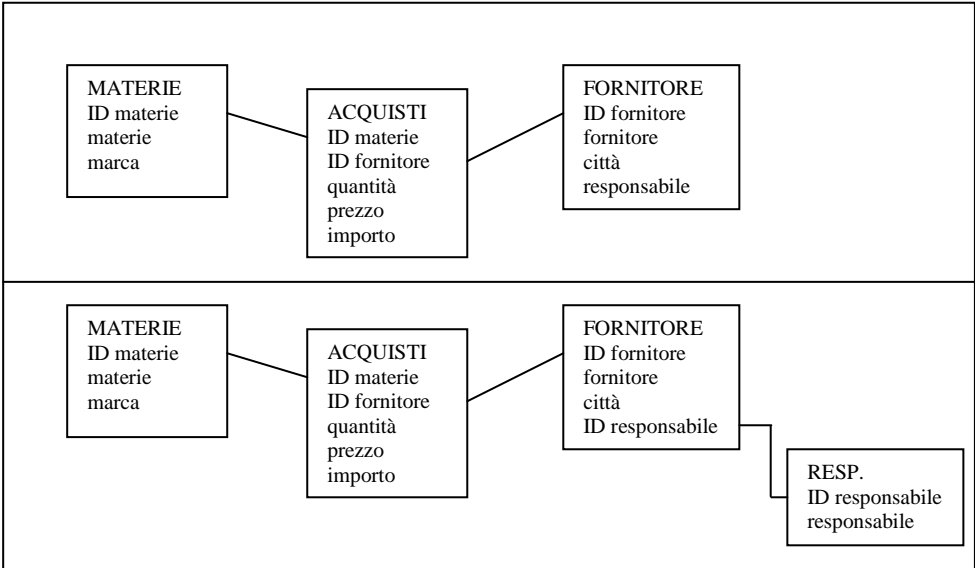 MATERIE
ID materie
materie
marca
ACQUISTI
ID materie
ID fornitore
quantità
prezzo
importo
FORNITORE
ID fornitore
fornitore
città
responsabile
MATERIE
ID materie
materie
marca
ACQUISTI
ID materie
ID fornitore
quantità
prezzo
importo
FORNITORE
ID fornitore
fornitore
città
ID responsabile
RESP.
ID responsabile
responsabile